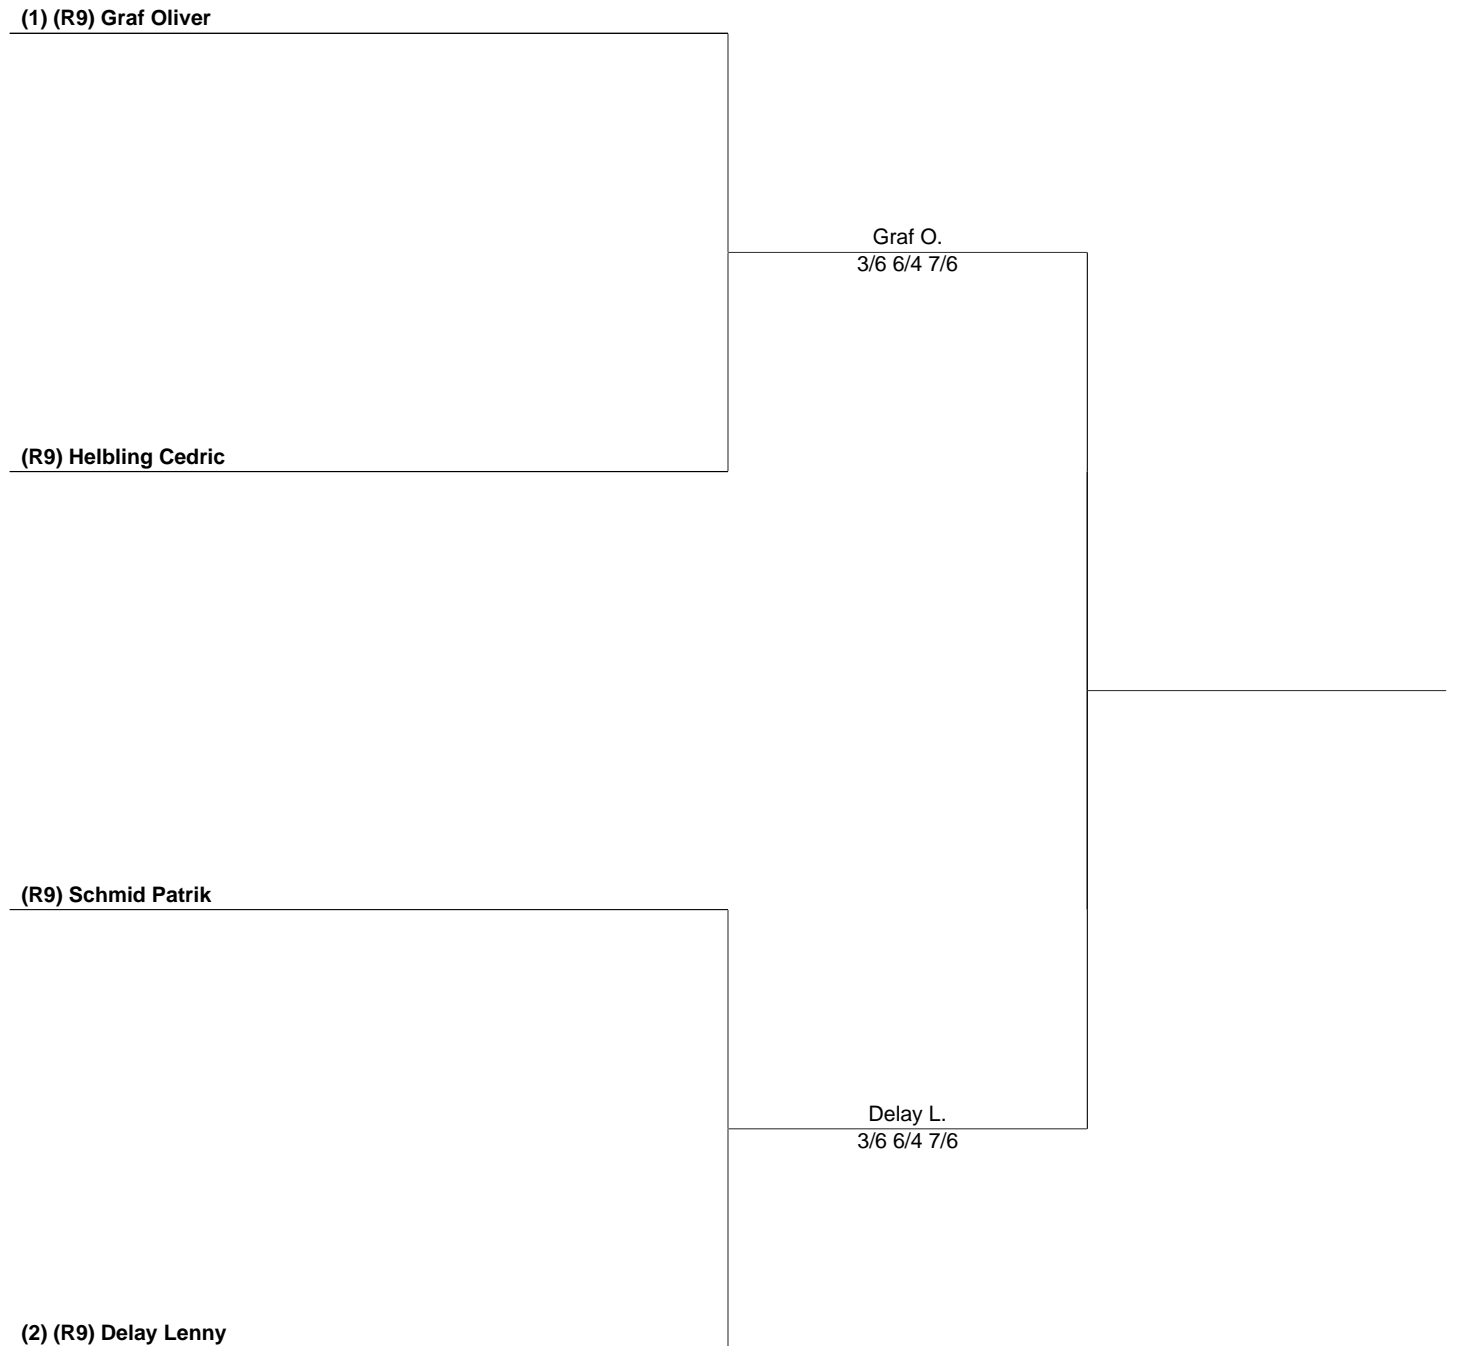 (1) (R9) Graf Oliver
Graf O.
3/6 6/4 7/6
(R9) Helbling Cedric
(R9) Schmid Patrik
Delay L.
3/6 6/4 7/6
(2) (R9) Delay Lenny